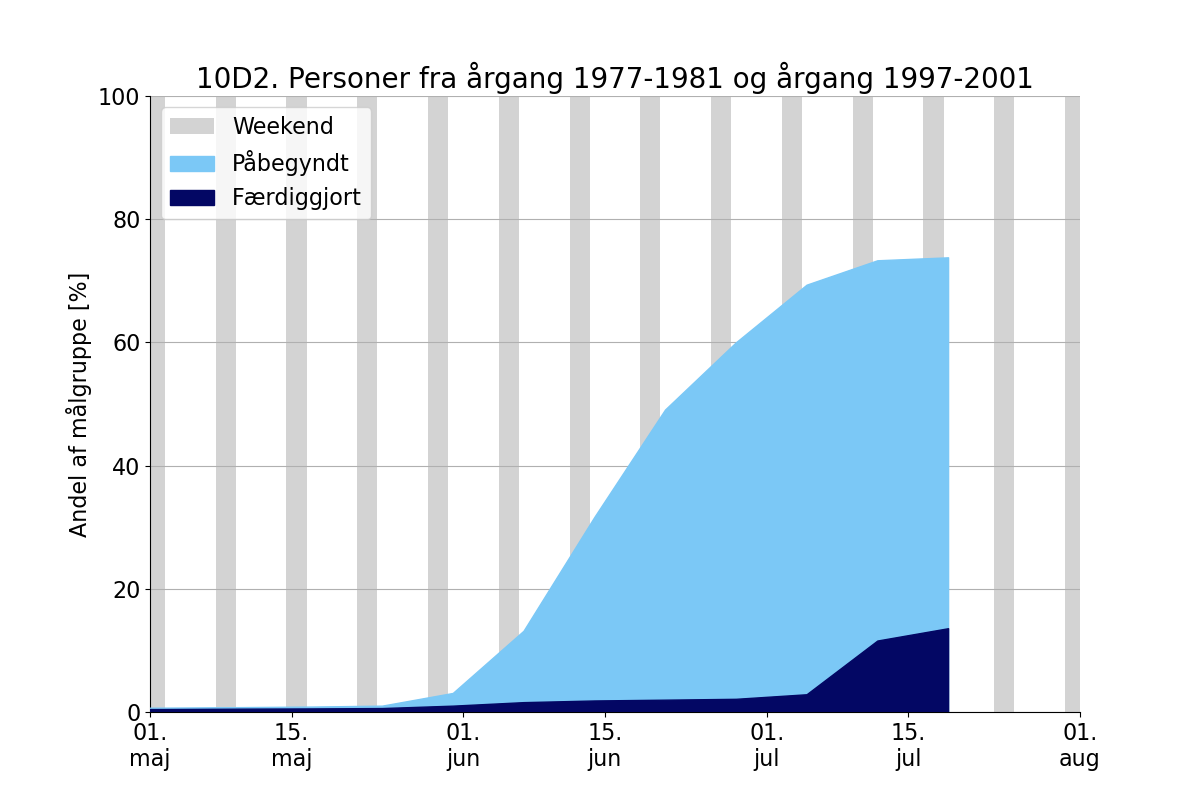 10D2. Personer fra årgang 1977-1981 og årgang 1997-2001
Weekend
Påbegyndt
Færdiggjort
Andel af målgruppe [%]
100
80
60
40
20
0
01. 15. 01. 15. 01. 15. 01.
maj maj jun jun jul jul aug